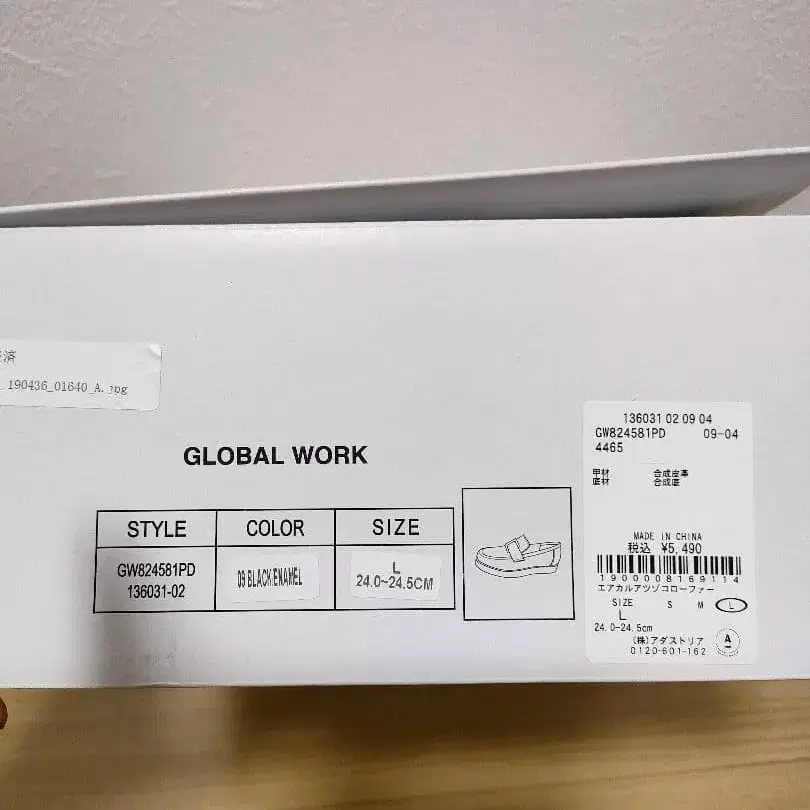 済
190436_01640_A.jpg
GLOBAL WORK
STYLE COLOR SIZE
GW824581PD
136031-02
09 BLACK/ENAMEL
L
24.0~24.5CM
136031 02 09 04
GW824581PD 09-04
4465
甲材 合成皮革
底材 合成底
MADE IN CHINA
税込 ¥5,490
1900008169114
エアカルアツゾコローファー
SIZE S M L
L
24.0-24.5cm
(株)アダストリア
0120-601-162
A